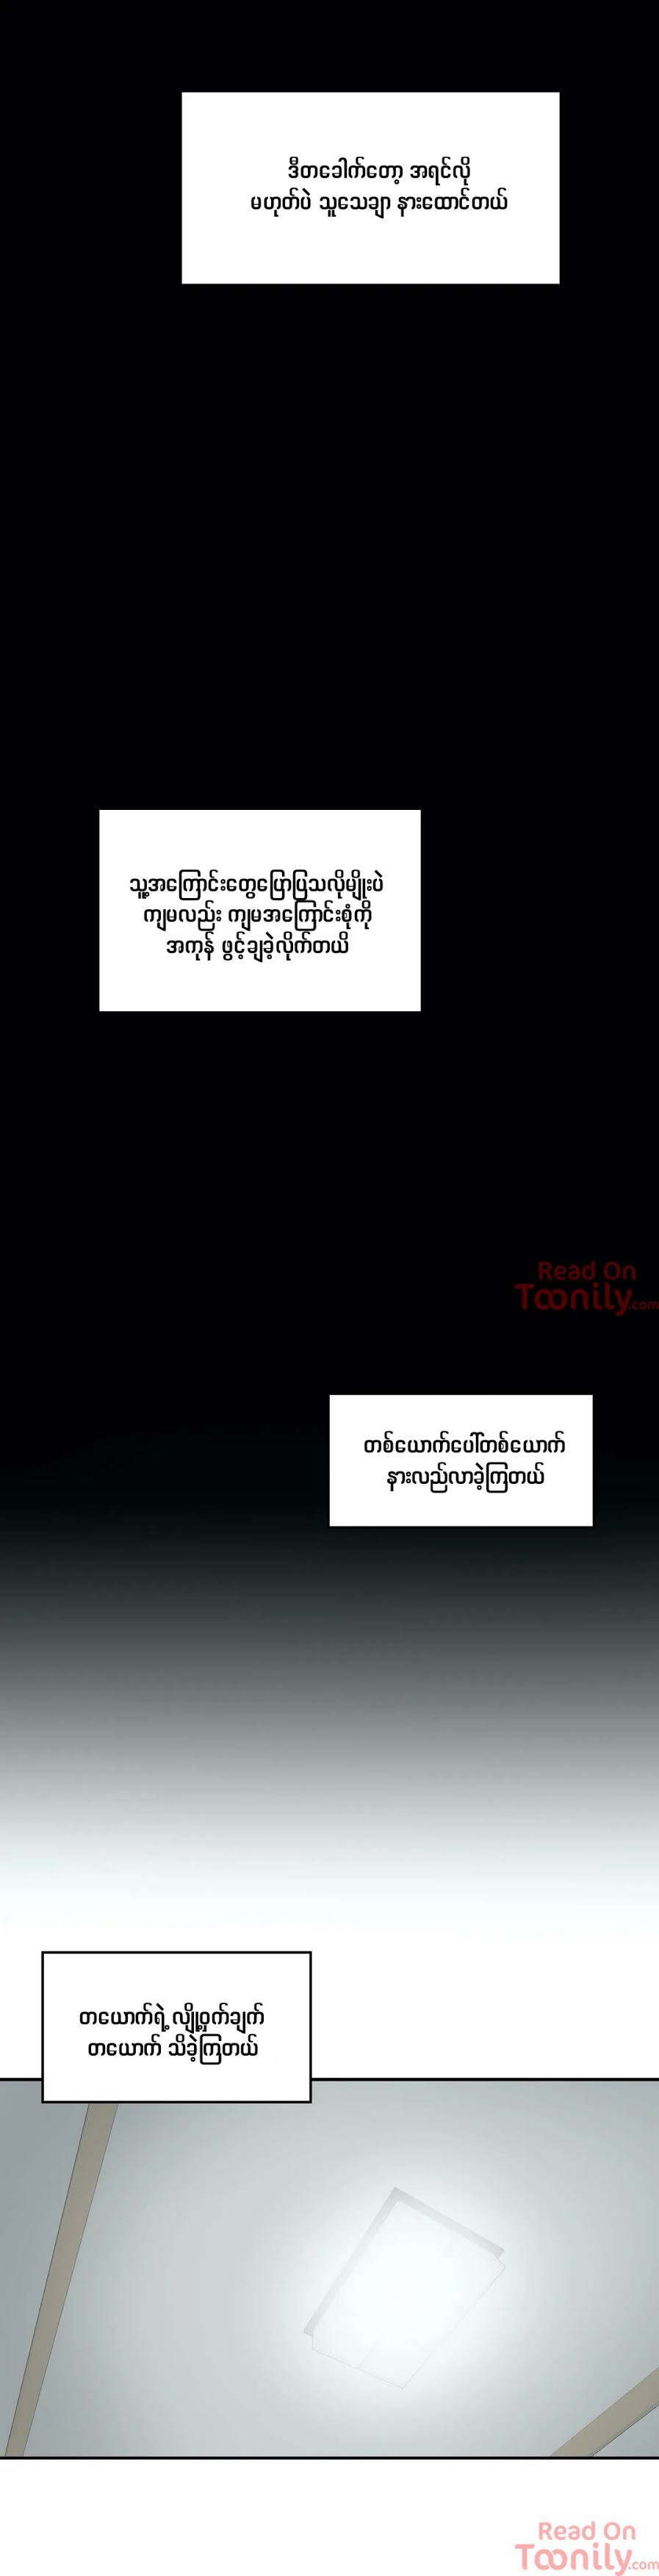 ဒီတခေါက်တော့ အရင်လို
မဟုတ်ပဲ သူသေချာ နားထောင်တယ်
သူ့အကြောင်းတွေပြောပြသလိုမျိုးပဲ
ကျမလည်း ကျမအကြောင်းစုံကို
အကုန် ဖွင့်ချခဲ့လိုက်တယိ
Read On
Toonily.com
တစ်ယောက်ပေါ်တစ်ယောက်
နားလည်လာခဲ့ကြတယ်
တယောက်ရဲ့ လျို့ဝှက်ချက်
တယောက် သိခဲ့ကြတယ်
Read On
Toonily.com